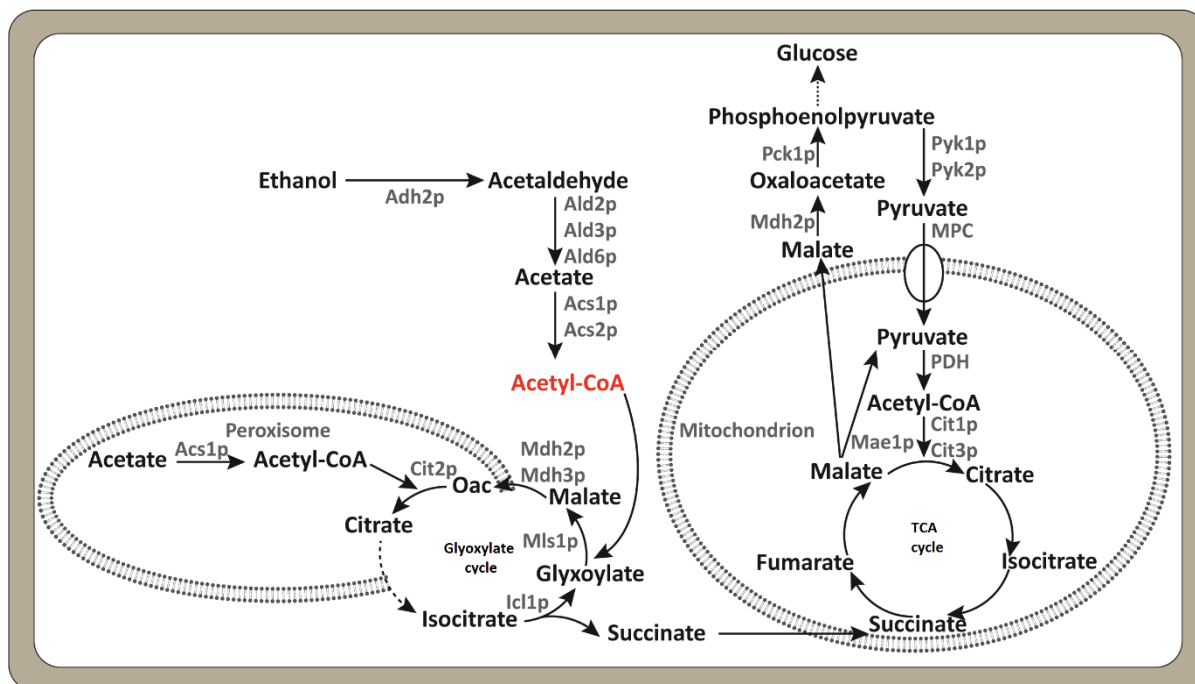 Glucose
Phosphoenolpyruvate
Pck1p
Pyk1p
Pyk2p
Ethanol
Adh2p
Acetaldehyde
Oxaloacetate
Ald2p
Ald3p
Ald6p
Mdh2p
Pyruvate
MPC
Malate
Acetate
Acs1p
Acs2p
Pyruvate
PDH
Acetyl-CoA
Acetyl-CoA
Cit1p
Cit3p
Mitochondrion
Mae1p
Peroxisome
Acs1p
Acetate
Acetyl-CoA
Cit2p
Oac
Mdh2p
Mdh3p
Malate
Malate
Citrate
Citrate
Glyoxylate
cycle
Mls1p
TCA
cycle
Glyxoylate
Fumarate
Isocitrate
Icl1p
Isocitrate
Succinate
Succinate